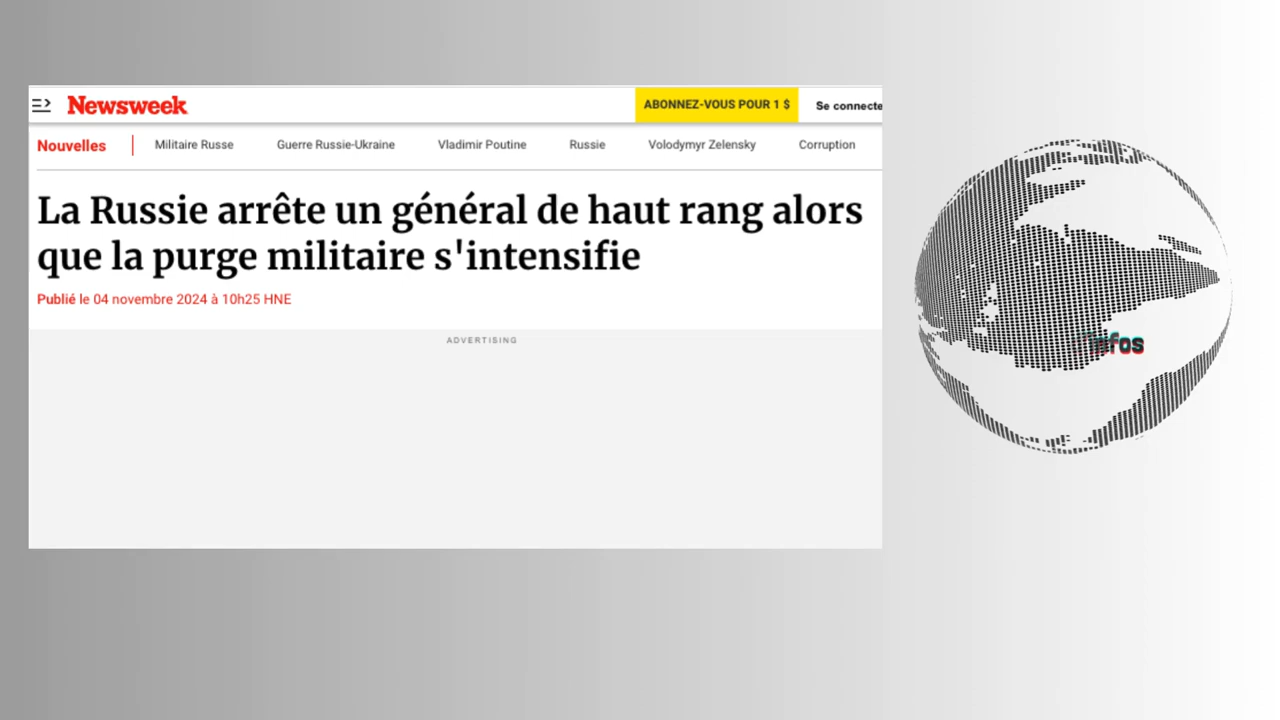 Newsweek
ABONNEZ-VOUS POUR 1 $ Se connecte
Nouvelles Militaire Russe Guerre Russie-Ukraine Vladimir Poutine Russie Volodymyr Zelensky Corruption
La Russie arrête un général de haut rang alors
que la purge militaire s'intensifie
Publié le 04 novembre 2024 à 10h25 HNE
ADVERTISING
infos